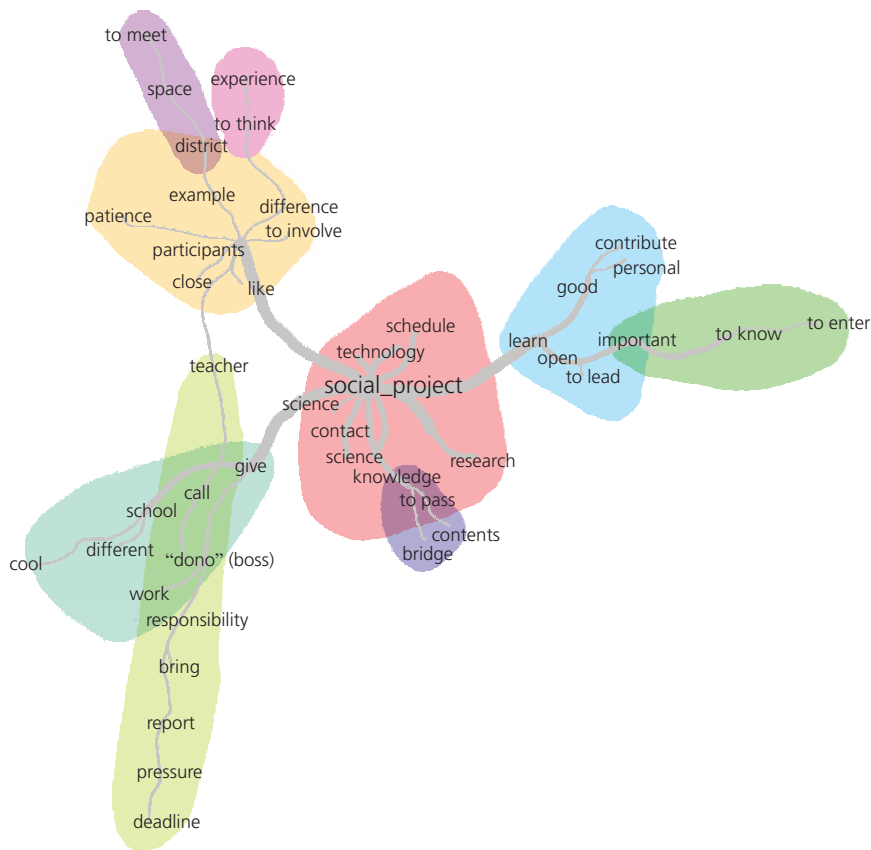 to meet
experience
space
to think
district
example
difference
patience
to involve
participants
close
like
contribute
personal
good
schedule
learn
important
to know
to enter
technology
open
to lead
teacher
social_project
science
contact
science
research
give
knowledge
call
to pass
school
contents
different
bridge
cool
“dono” (boss)
work
responsibility
bring
report
pressure
deadline